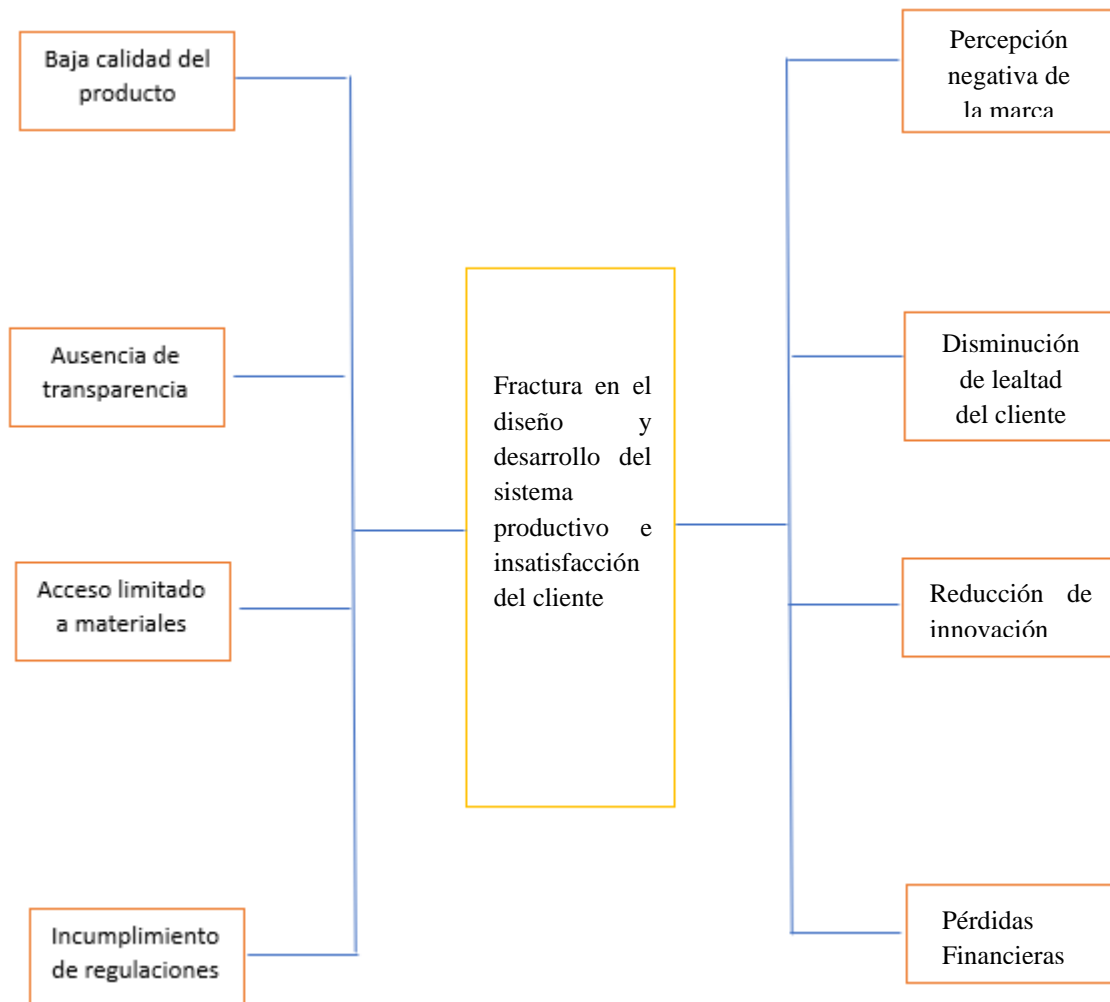 Baja calidad del
producto
Ausencia de
transparencia
Acceso limitado
a materiales
Incumplimiento
de regulaciones
Fractura en el
diseño y
desarrollo del
sistema
productivo e
insatisfacción
del cliente
Percepción
negativa de
la marca
Disminución
de lealtad
del cliente
Reducción de
innovación
Pérdidas
Financieras